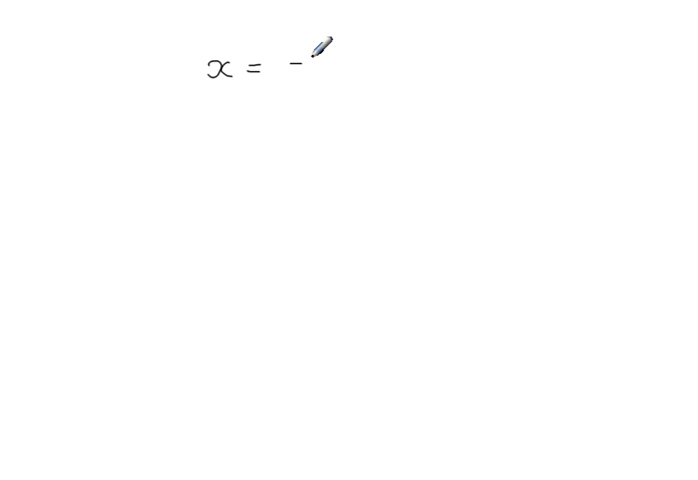 x = -